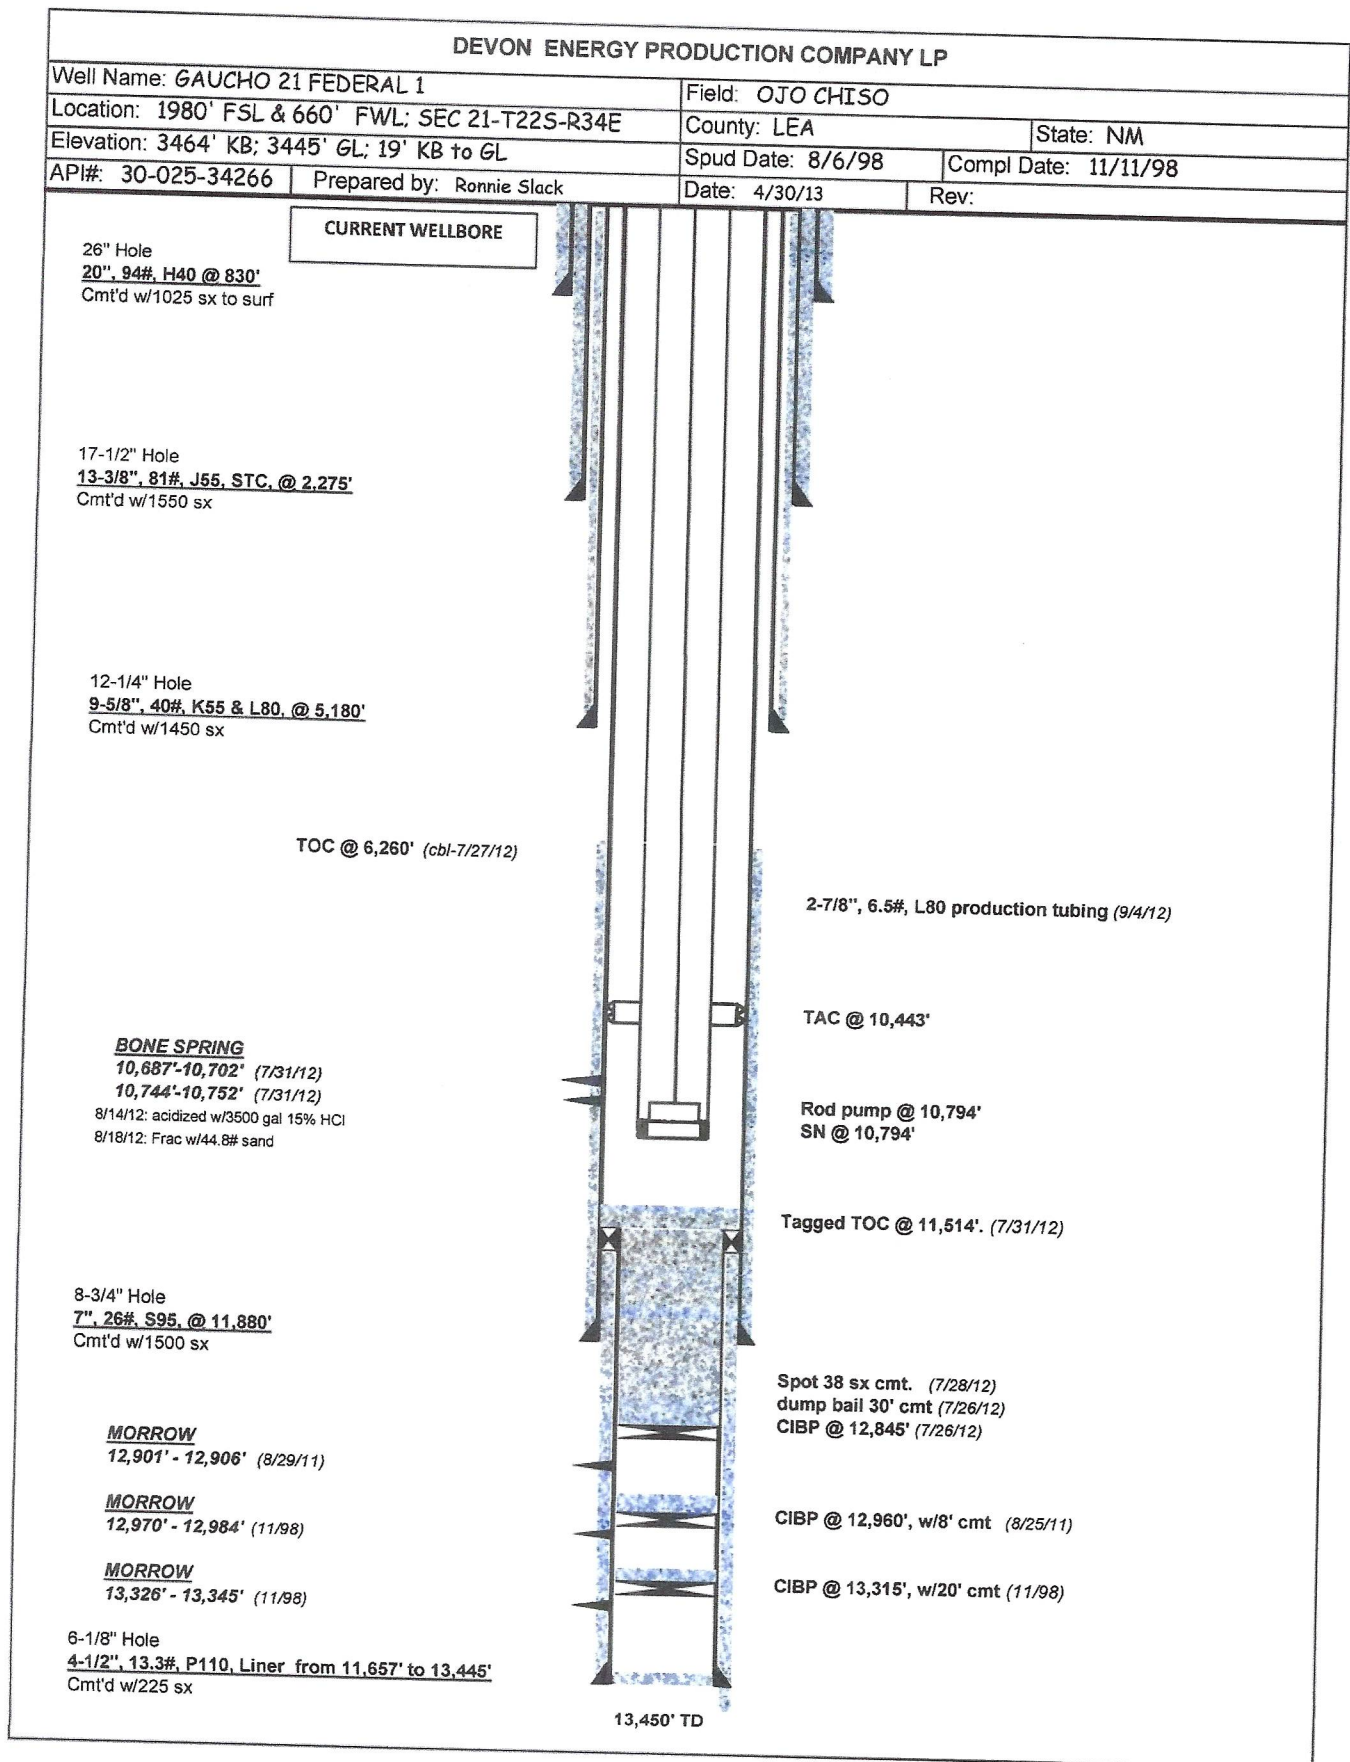 DEVON ENERGY PRODUCTION COMPANY LP
Well Name: GAUCHO 21 FEDERAL 1
Field: OJO CHISO
Location: 1980' FSL & 660' FWL; SEC 21-T22S-R34E
County: LEA
State: NM
Elevation: 3464' KB; 3445' GL; 19' KB to GL
Spud Date: 8/6/98
Compl Date: 11/11/98
API#: 30-025-34266
Prepared by: Ronnie Slack
Date: 4/30/13
Rev:
CURRENT WELLBORE
26" Hole
20", 94#, H40 @ 830'
Cmt'd w/1025 sx to surf
17-1/2" Hole
13-3/8", 81#, J55, STC, @ 2,275'
Cmt'd w/1550 sx
12-1/4" Hole
9-5/8", 40#, K55 & L80, @ 5,180'
Cmt'd w/1450 sx
TOC @ 6,260' (cbl-7/27/12)
2-7/8", 6.5#, L80 production tubing (9/4/12)
TAC @ 10,443'
BONE SPRING
10,687'-10,702' (7/31/12)
10,744'-10,752' (7/31/12)
8/14/12: acidized w/3500 gal 15% HCl
8/18/12: Frac w/44.8# sand
Rod pump @ 10,794'
SN @ 10,794'
Tagged TOC @ 11,514'. (7/31/12)
8-3/4" Hole
7", 26#, S95, @ 11,880'
Cmt'd w/1500 sx
Spot 38 sx cmt. (7/28/12)
dump bail 30' cmt (7/26/12)
CIBP @ 12,845' (7/26/12)
MORROW
12,901' - 12,906' (8/29/11)
MORROW
12,970' - 12,984' (11/98)
CIBP @ 12,960', w/8' cmt (8/25/11)
MORROW
13,326' - 13,345' (11/98)
CIBP @ 13,315', w/20' cmt (11/98)
6-1/8" Hole
4-1/2", 13.3#, P110, Liner from 11,657' to 13,445'
Cmt'd w/225 sx
13,450' TD